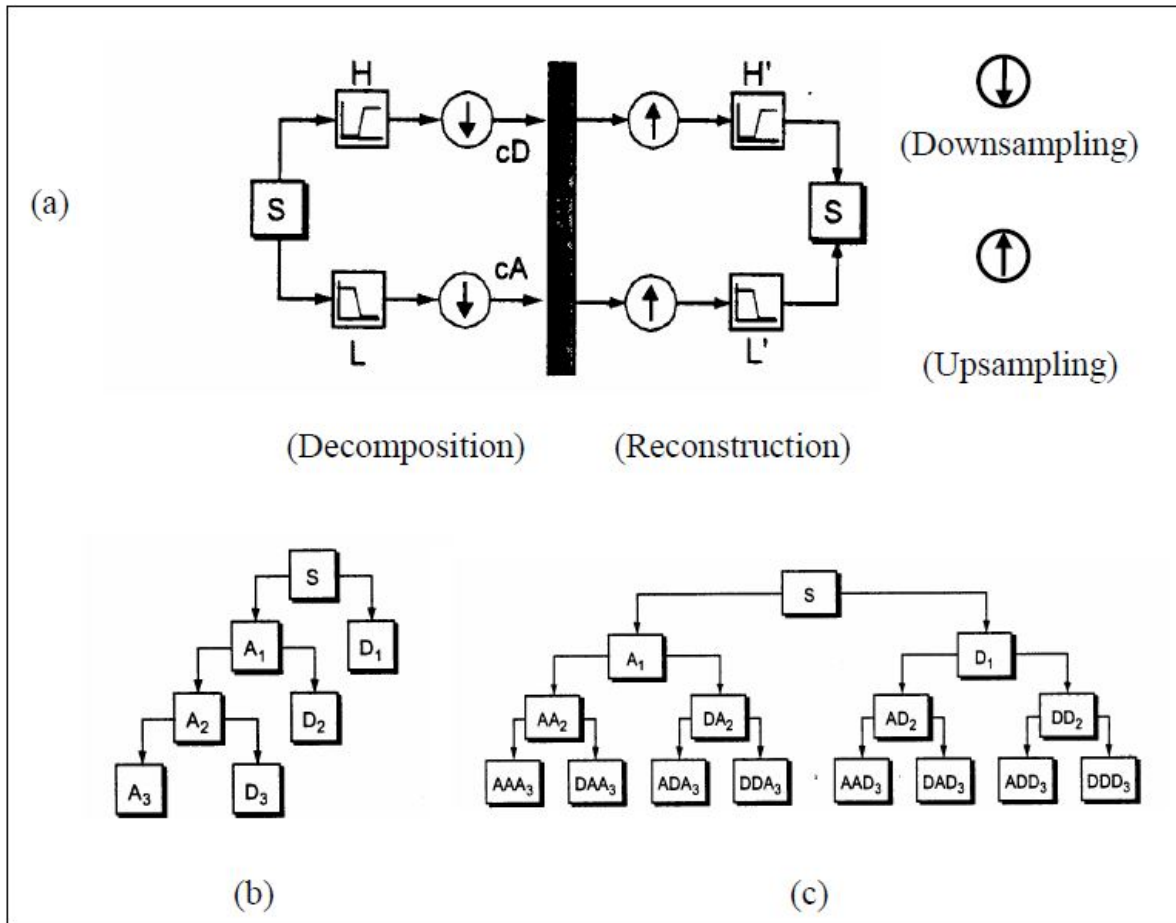 H
H'
cD
(Downsampling)
(a)
S
S
cA
L
L'
(Upsampling)
(Decomposition)
(Reconstruction)
S
A₁
D₁
A₂
D₂
A₃
D₃
(b)
S
A₁
D₁
AA₂
DA₂
AD₂
DD₂
AAA₃
DAA₃
ADA₃
DDA₃
AAD₃
DAD₃
ADD₃
DDD₃
(c)